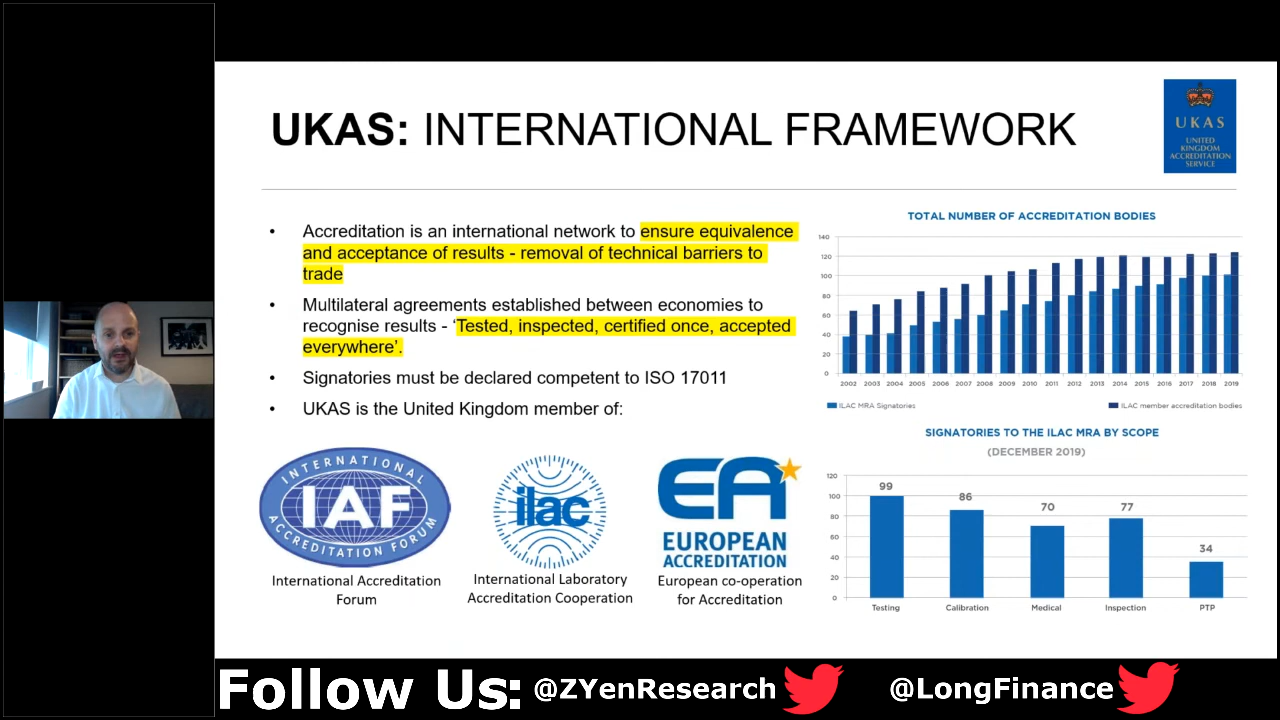 UKAS: INTERNATIONAL FRAMEWORK
UKAS
UNITED
KINGDOM
ACCREDITATION
SERVICE
• Accreditation is an international network to ensure equivalence
and acceptance of results - removal of technical barriers to
trade
• Multilateral agreements established between economies to
recognise results - ‘Tested, inspected, certified once, accepted
everywhere’.
• Signatories must be declared competent to ISO 17011
• UKAS is the United Kingdom member of:
INTERNATIONAL
IAF
ACCREDITATION FORUM
International Accreditation
Forum
ilac
International Laboratory
Accreditation Cooperation
EA
EUROPEAN
ACCREDITATION
European co-operation
for Accreditation
TOTAL NUMBER OF ACCREDITATION BODIES
140
120
100
80
60
40
20
0
2002 2003 2004 2005 2006 2007 2008 2009 2010 2011 2012 2013 2014 2015 2016 2017 2018 2019
ILAC MRA Signatories
ILAC member accreditation bodies
SIGNATORIES TO THE ILAC MRA BY SCOPE
(DECEMBER 2019)
120
100
80
60
40
20
0
99
86
70
77
34
Testing Calibration Medical Inspection PTP
Follow Us: @ZYenResearch @LongFinance